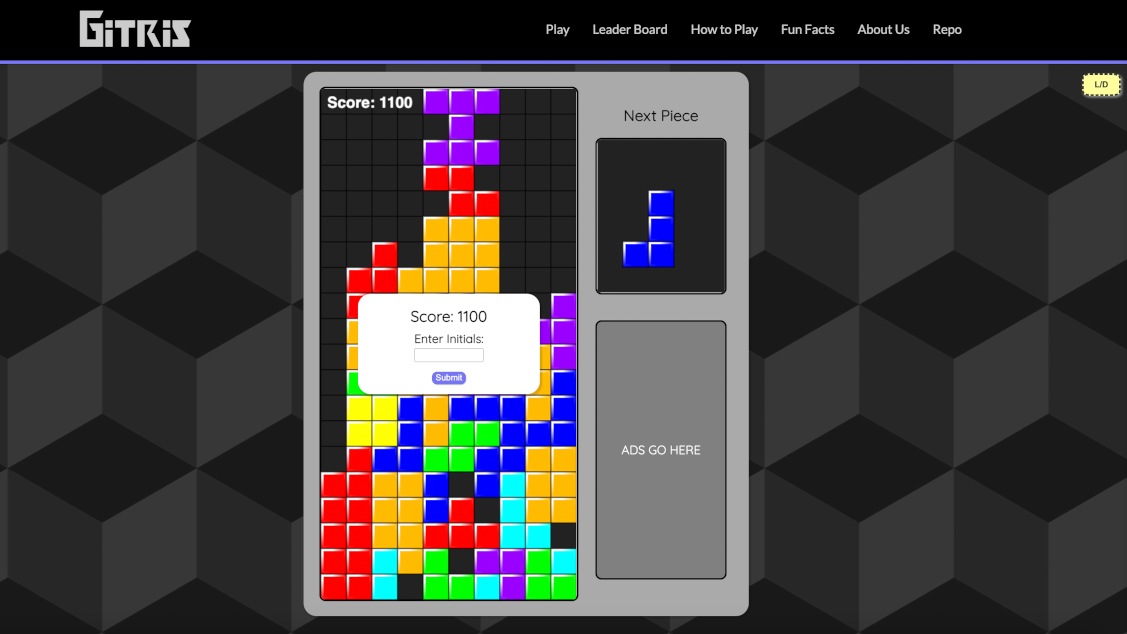 GiTRiS
Play Leader Board How to Play Fun Facts About Us Repo
L/D
Score: 1100
Next Piece
Score: 1100
Enter Initials:
Submit
ADS GO HERE